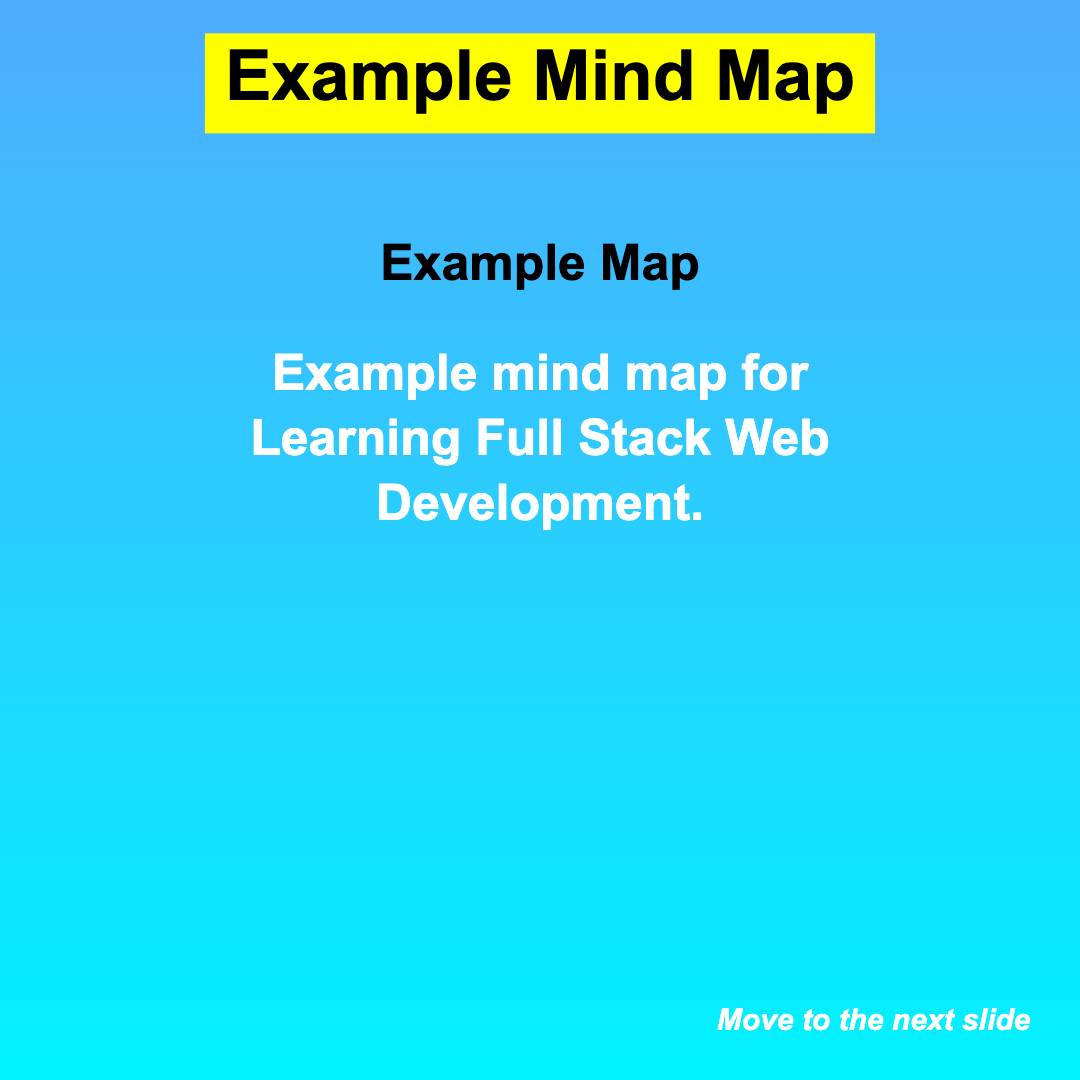 Example Mind Map
Example Map
Example mind map for
Learning Full Stack Web
Development.
Move to the next slide